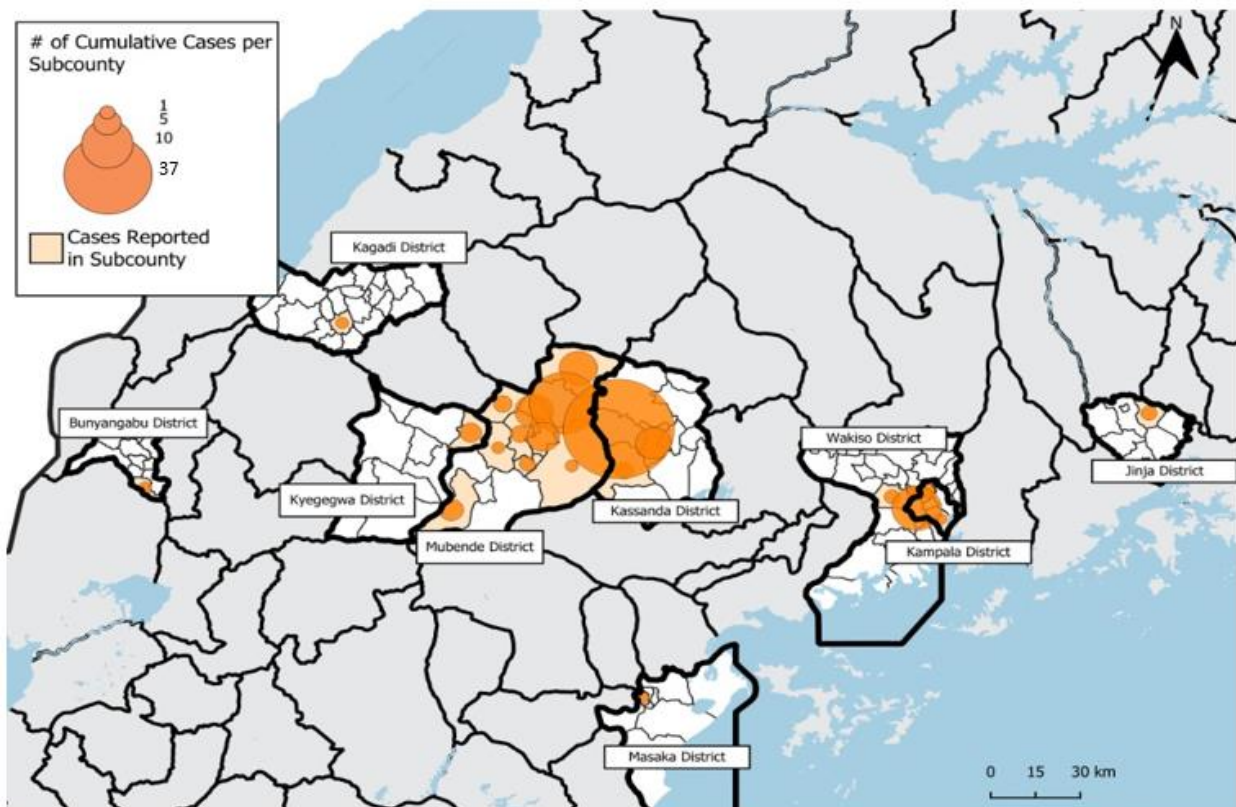 # of Cumulative Cases per
Subcounty
1
5
10
37
Cases Reported
in Subcounty
N
Kagadi District
Bunyangabu District
Wakiso District
Jinja District
Kyegegwa District
Kassanda District
Mubende District
Kampala District
Masaka District
0 15 30 km